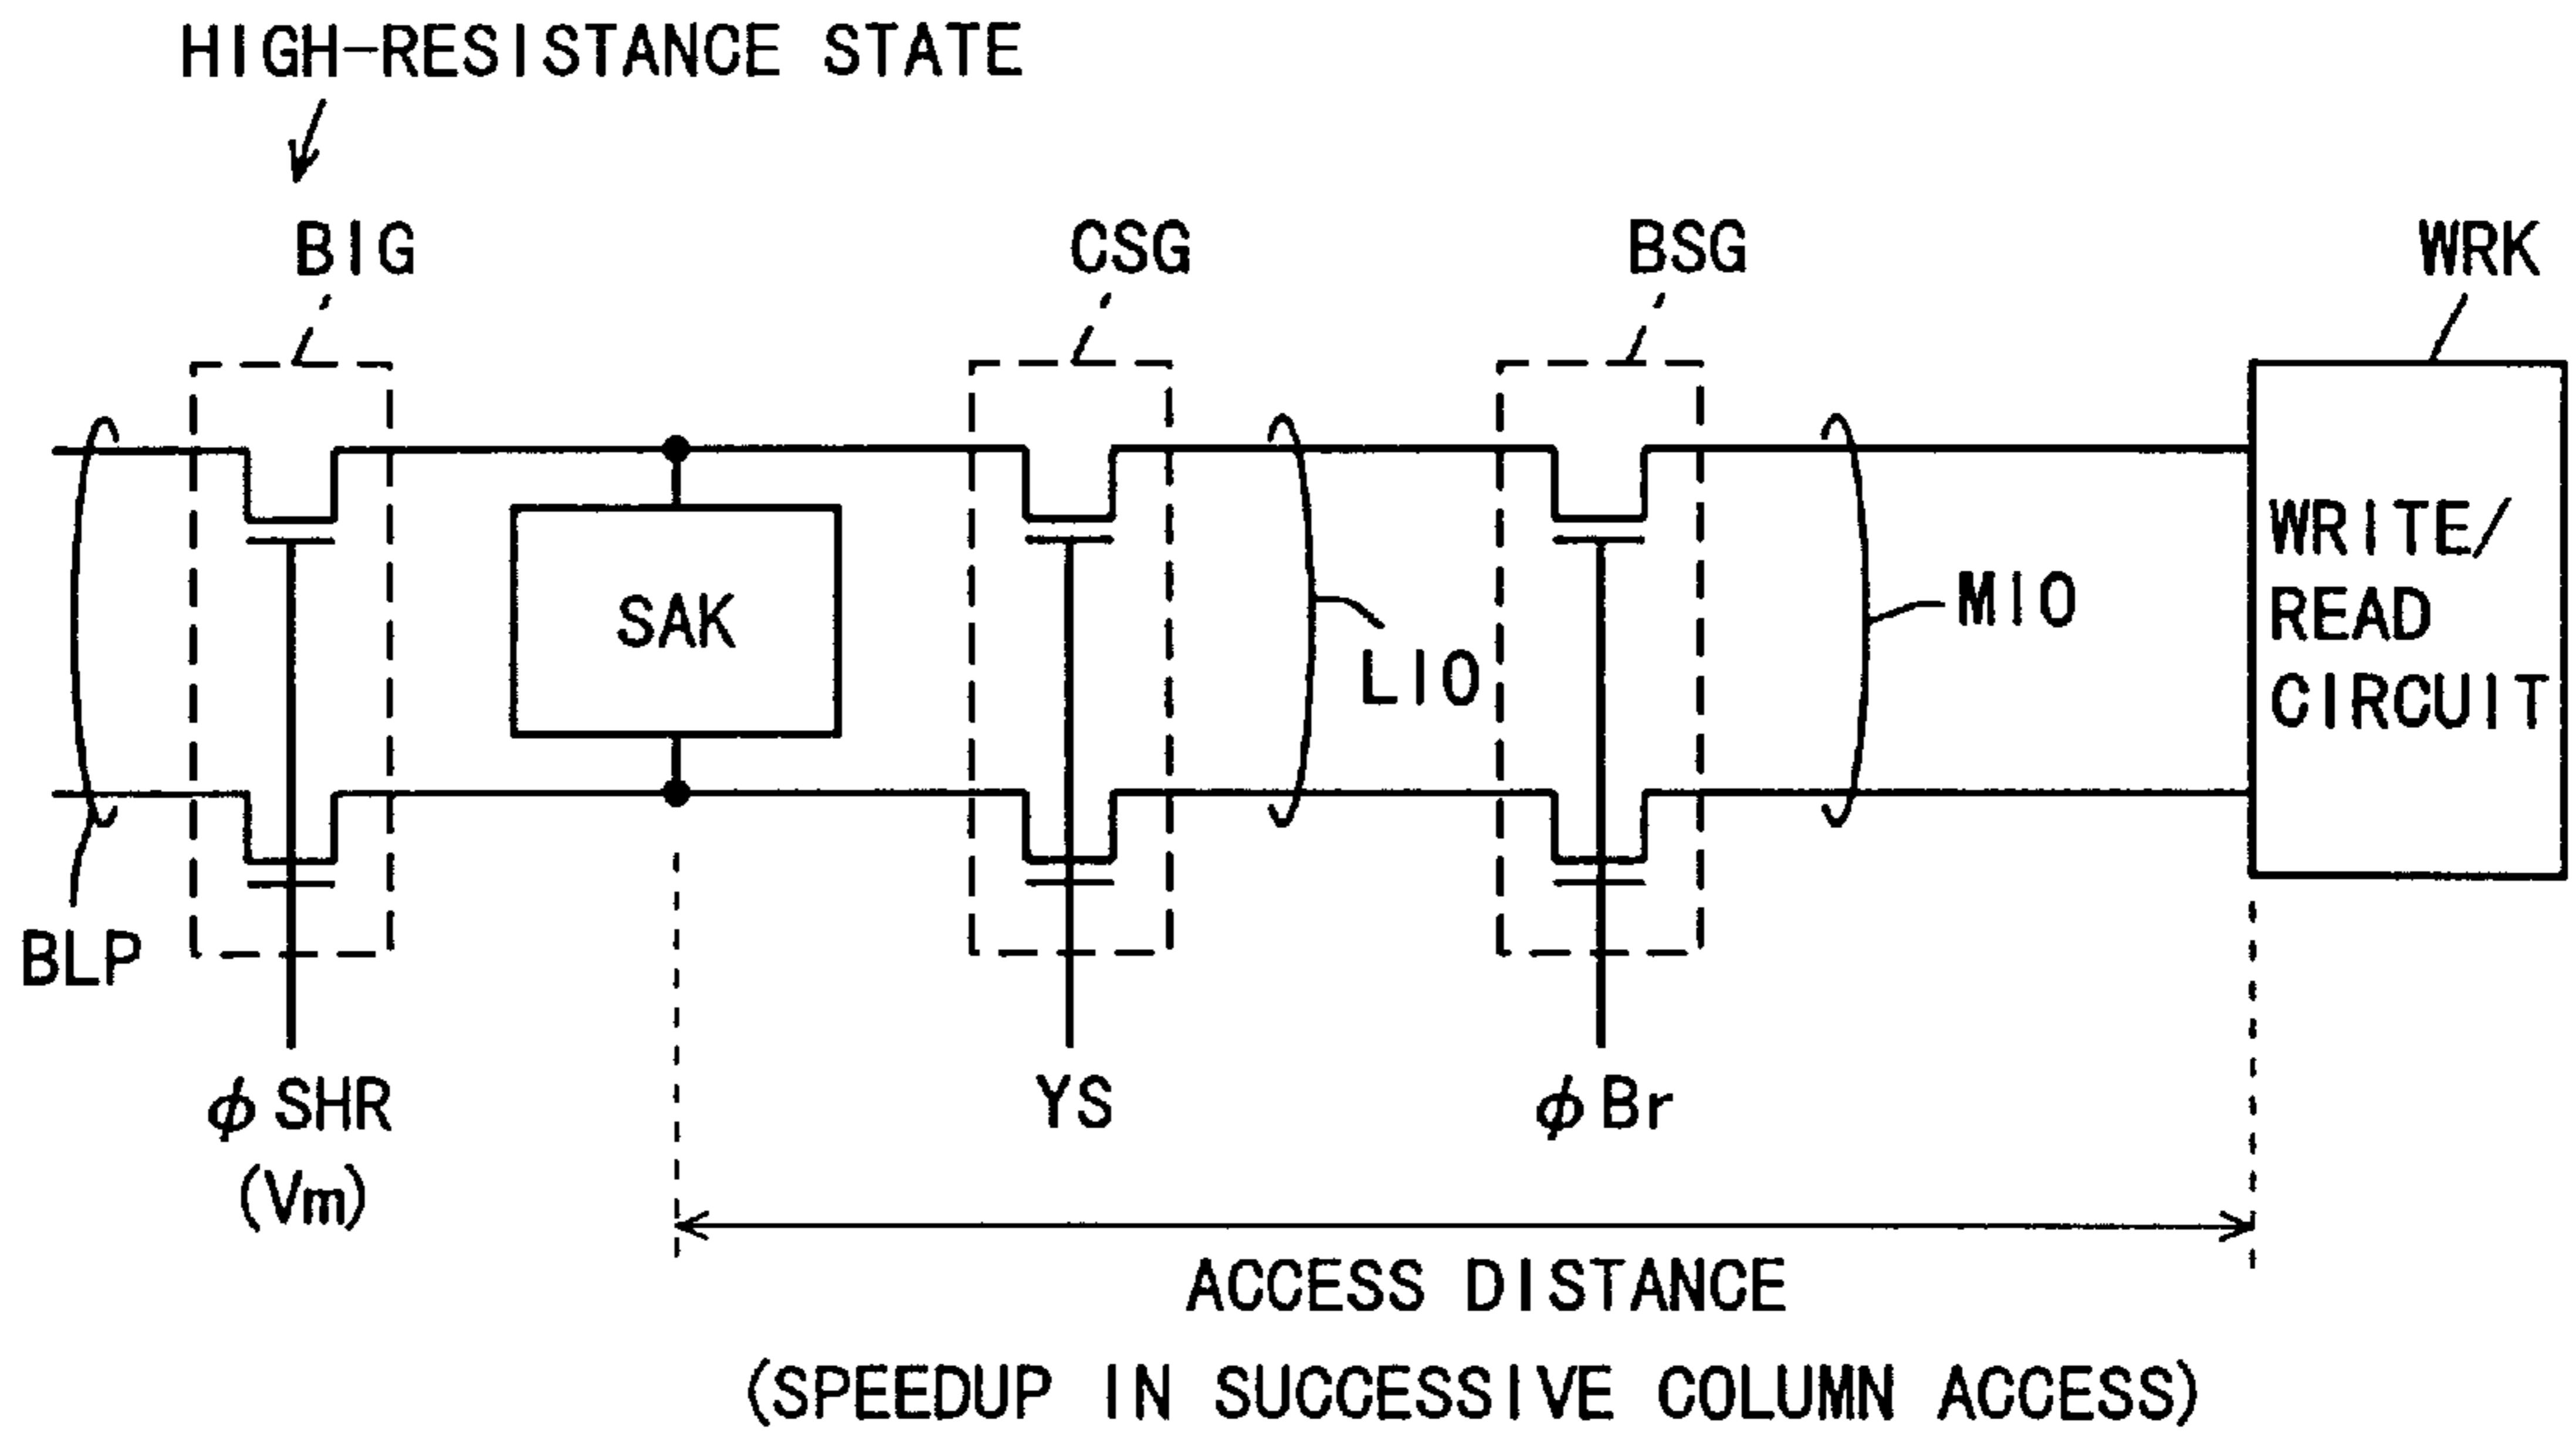 HIGH-RESISTANCE STATE
BIG
CSG
BSG
WRK
SAK
LIO
MIO
WRITE/
READ
CIRCUIT
BLP
φSHR
(Vm)
YS
φBr
ACCESS DISTANCE
(SPEEDUP IN SUCCESSIVE COLUMN ACCESS)